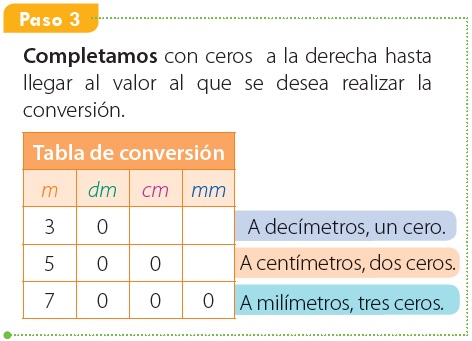 Paso 3
Completamos con ceros a la derecha hasta
llegar al valor al que se desea realizar la
conversión.
Tabla de conversión
m dm cm mm
3 0 A decímetros, un cero.
5 0 0 A centímetros, dos ceros.
7 0 0 0 A milímetros, tres ceros.